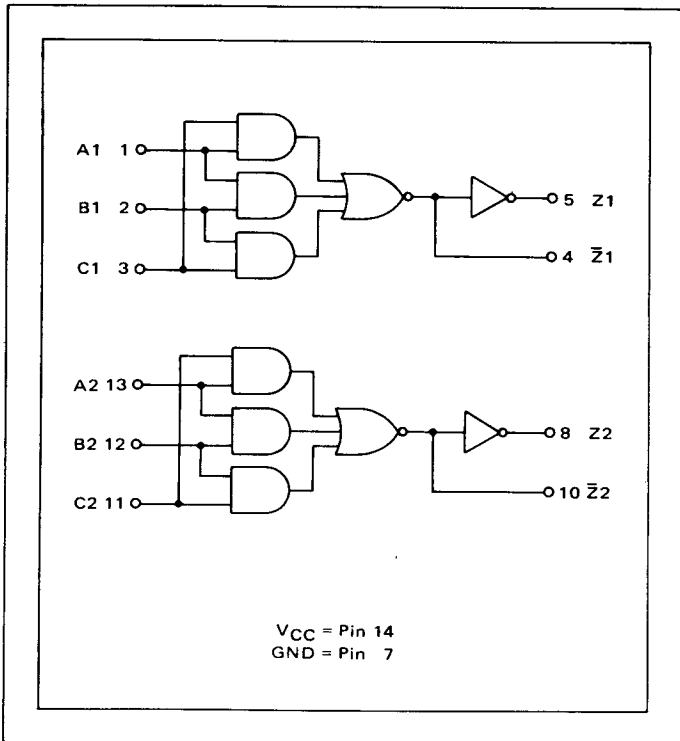 A1 1
B1 2
C1 3
5 Z1
4 Z̅1
A2 13
B2 12
C2 11
8 Z2
10 Z̅2
VCC = Pin 14
GND = Pin 7